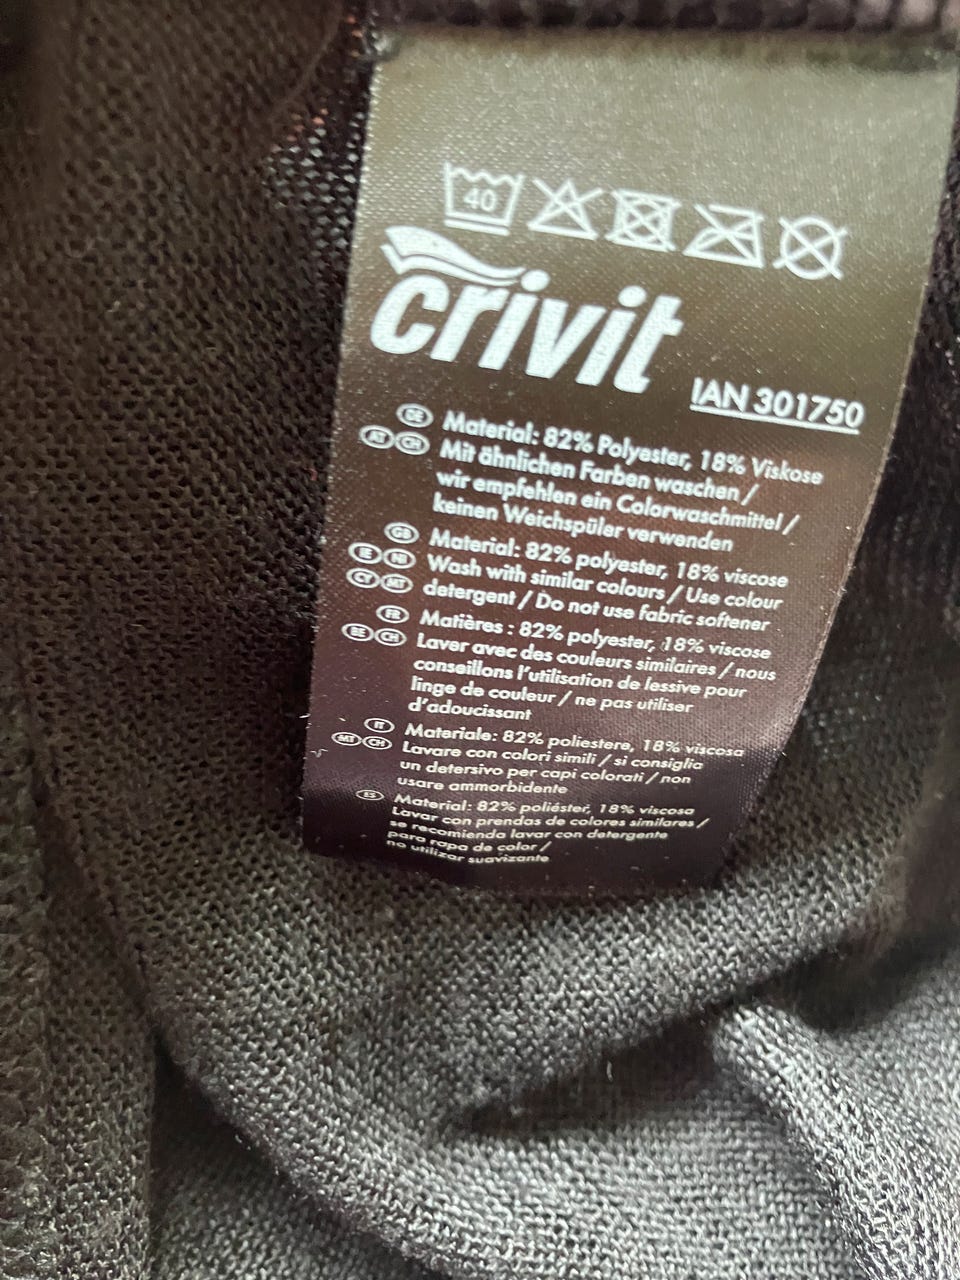 40
crivit
IAN 301750
DE Material: 82% Polyester, 18% Viskose
AT CH Mit ähnlichen Farben waschen /
wir empfehlen ein Colorwaschmittel /
keinen Weichspüler verwenden
GB Material: 82% polyester, 18% viscose
IE NI Wash with similar colours / Use colour
CY MT detergent / Do not use fabric softener
FR Matières : 82% polyester, 18% viscose
BE CH Laver avec des couleurs similaires / nous
conseillons l'utilisation de lessive pour
linge de couleur / ne pas utiliser
d'adoucissant
IT Materiale: 82% poliestere, 18% viscosa
MT CH Lavare con colori simili / si consiglia
un detersivo per capi colorati / non
usare ammorbidente
ES Material: 82% poliéster, 18% viscosa
Lavar con prendas de colores similares /
se recomienda lavar con detergente
para ropa de color /
no utilizar suavizante